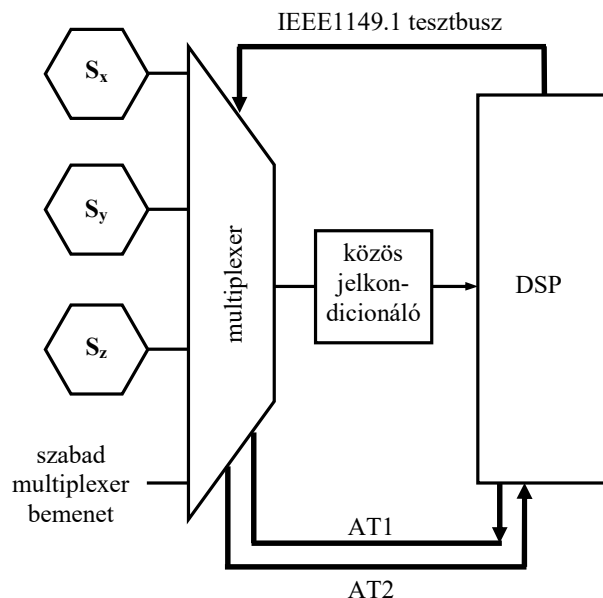 IEEE1149.1 tesztbusz
Sx
Sy
Sz
multiplexer
közös
jelkon-
dicionáló
DSP
szabad
multiplexer
bemenet
AT1
AT2